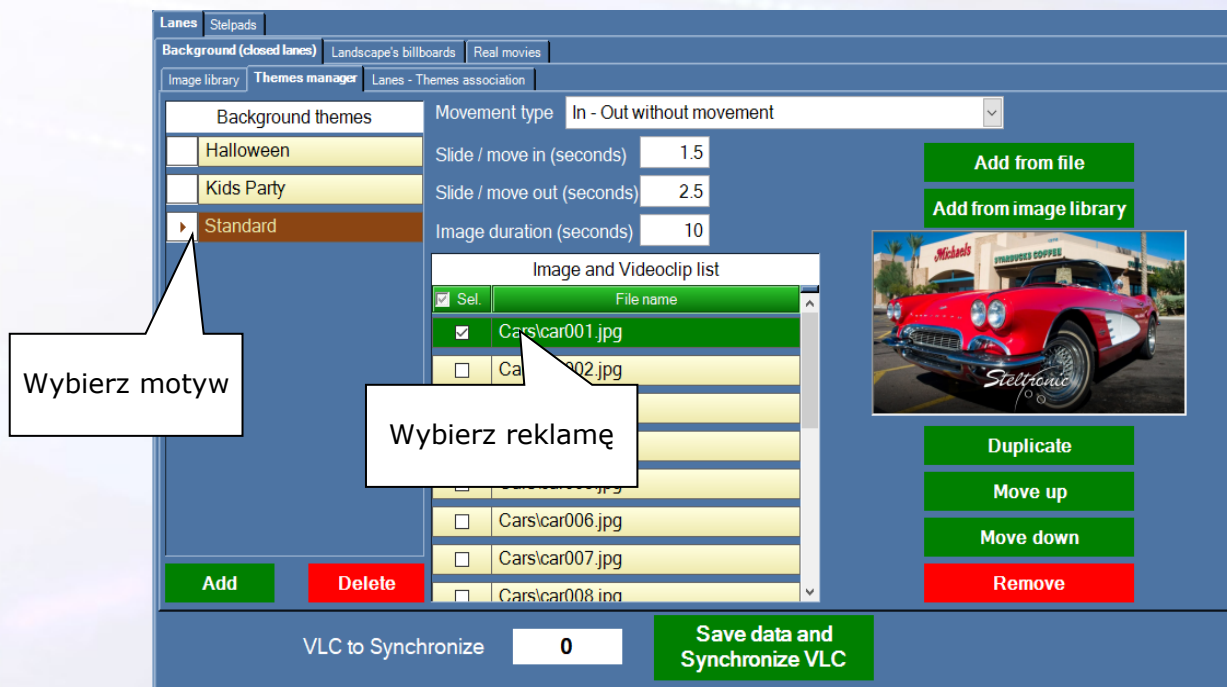 Lanes Stelpads
Background (closed lanes) Landscape's billboards Real movies
Image library Themes manager Lanes - Themes association
Background themes
Halloween
Kids Party
Standard
Movement type In - Out without movement
Slide / move in (seconds) 1.5
Slide / move out (seconds) 2.5
Image duration (seconds) 10
Image and Videoclip list
Sel. File name
Cars\car001.jpg
002.jpg
Cars\car006.jpg
Cars\car007.jpg
Cars\car008.jpg
Wybierz motyw
Wybierz reklamę
Add from file
Add from image library
Michaels
STARBUCKS COFFEE
Steltronic
Duplicate
Move up
Move down
Remove
Add Delete
VLC to Synchronize 0
Save data and
Synchronize VLC